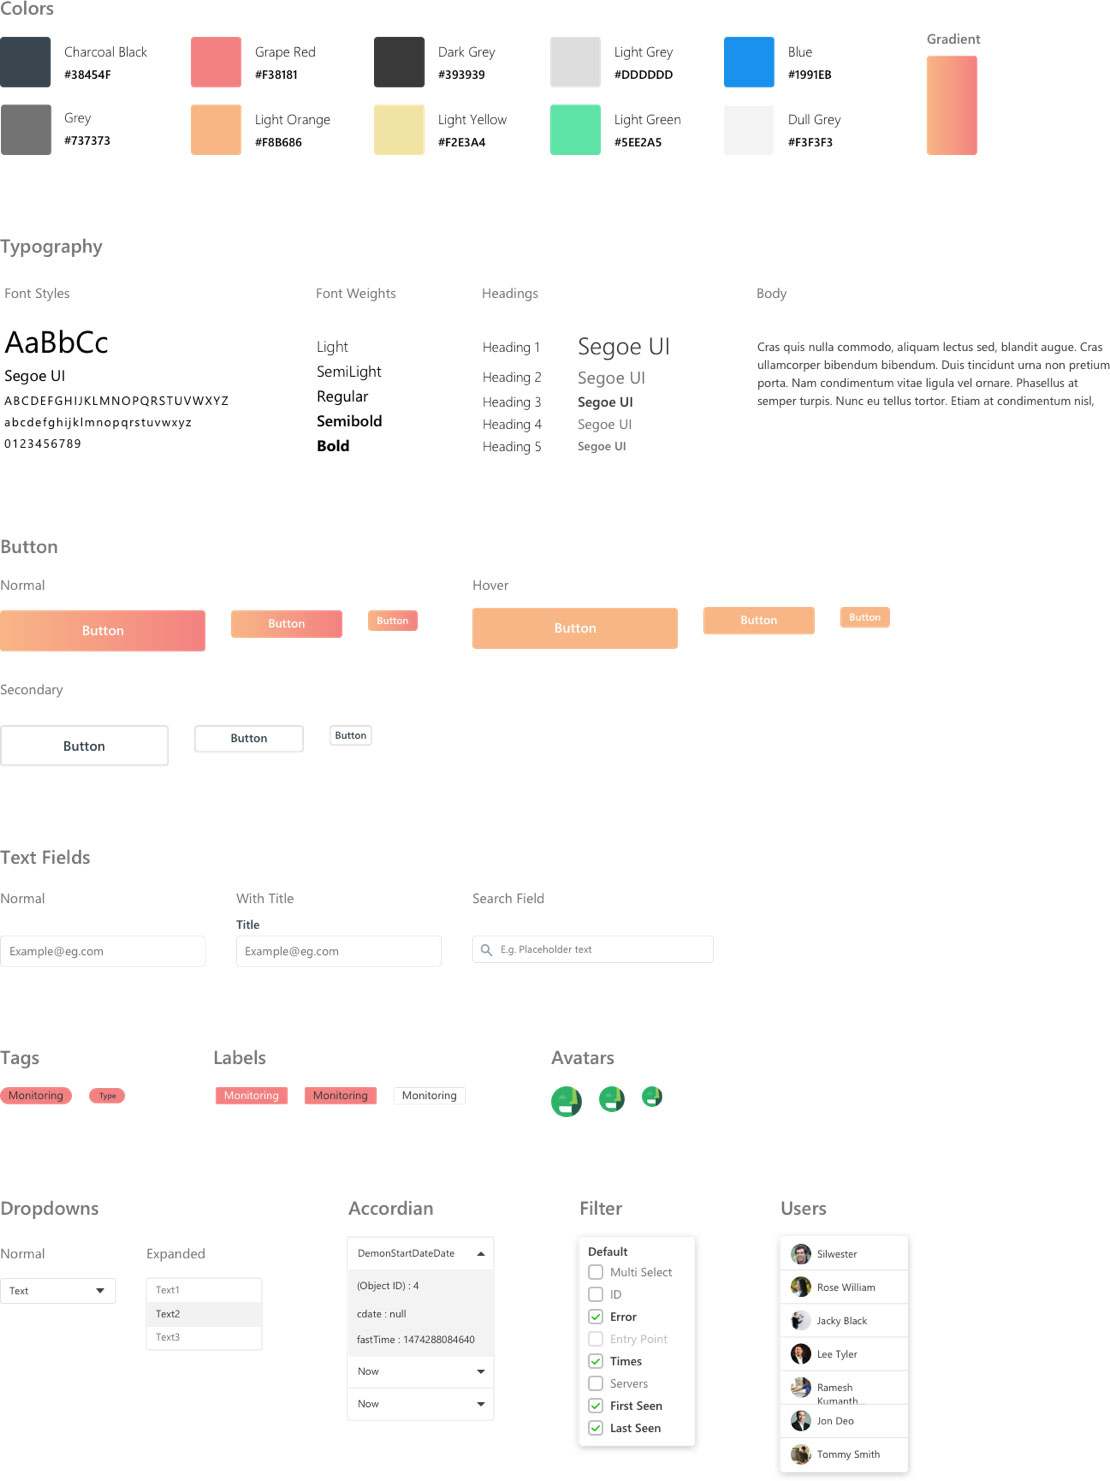 Colors
Charcoal Black
#38454F
Grape Red
#F38181
Dark Grey
#393939
Light Grey
#DDDDDD
Blue
#1991EB
Gradient
Grey
#737373
Light Orange
#F8B686
Light Yellow
#F2E3A4
Light Green
#5EE2A5
Dull Grey
#F3F3F3
Typography
Font Styles
AaBbCc
Segoe UI
ABCDEFGHIJKLMNOPQRSTUVWXYZ
abcdefghijklmnopqrstuvwxyz
0123456789
Font Weights
Light
SemiLight
Regular
Semibold
Bold
Headings
Heading 1 Segoe UI
Heading 2 Segoe UI
Heading 3 Segoe UI
Heading 4 Segoe UI
Heading 5 Segoe UI
Body
Cras quis nulla commodo, aliquam lectus sed, blandit augue. Cras
ullamcorper bibendum bibendum. Duis tincidunt urna non pretium
porta. Nam condimentum vitae ligula vel ornare. Phasellus at
semper turpis. Nunc eu tellus tortor. Etiam at condimentum nisl,
Button
Normal
Button Button Button
Hover
Button Button Button
Secondary
Button Button Button
Text Fields
Normal
Example@eg.com
With Title
Title
Example@eg.com
Search Field
E.g. Placeholder text
Tags
Monitoring Type
Labels
Monitoring Monitoring Monitoring
Avatars
Dropdowns
Normal
Text
Expanded
Text1
Text2
Text3
Accordian
DemonStartDateDate
(Object ID) : 4
cdate : null
fastTime : 1474288084640
Now
Now
Filter
Default
Multi Select
ID
Error
Entry Point
Times
Servers
First Seen
Last Seen
Users
Silwester
Rose William
Jacky Black
Lee Tyler
Ramesh
Kumanth...
Jon Deo
Tommy Smith